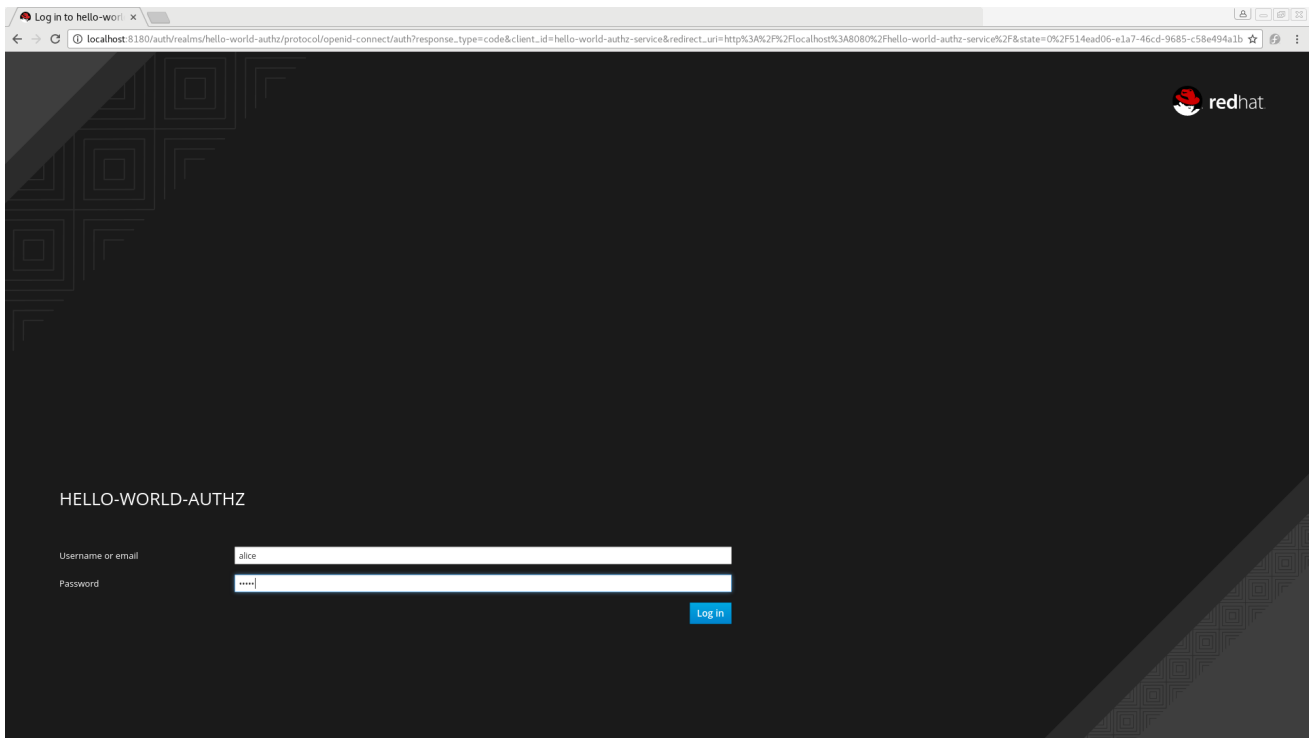 Log in to hello-worl
localhost:8180/auth/realms/hello-world-authz/protocol/openid-connect/auth?response_type=code&client_id=hello-world-authz-service&redirect_uri=http%3A%2F%2Flocalhost%3A8080%2Fhello-world-authz-service%2F&state=0%2F514ead06-e1a7-46cd-9685-c58e494a1b
redhat.
HELLO-WORLD-AUTHZ
Username or email alice
Password •••••
Log in